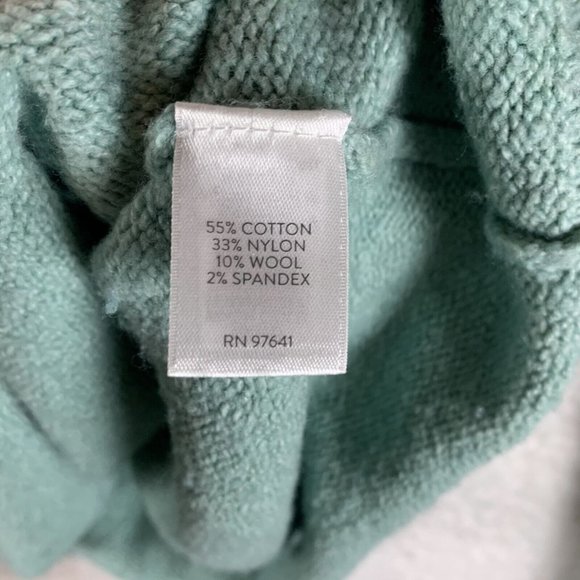 55% COTTON
33% NYLON
10% WOOL
2% SPANDEX
RN 97641